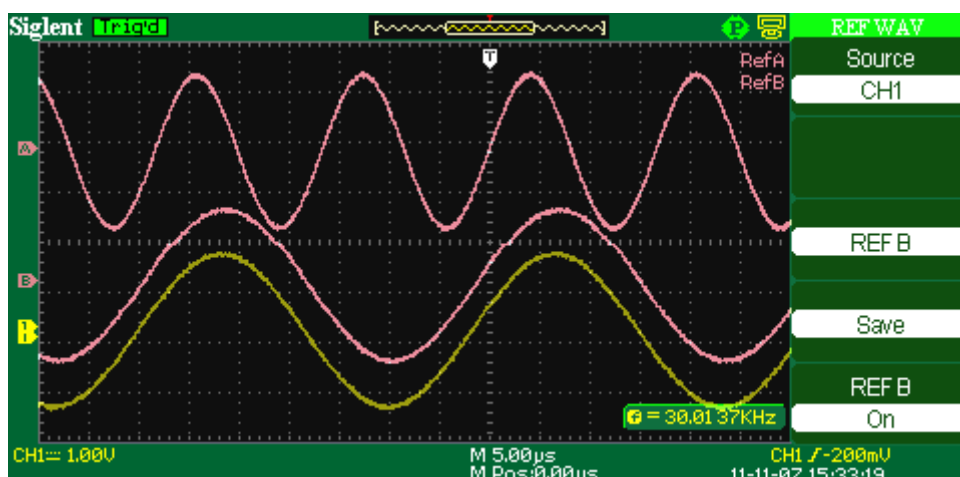 Siglent Trig'd P REF WAV
T
RefA
RefB
Source
CH1
A
REF B
B
1
Save
REF B
f = 30.0137KHz
On
CH1 1.00V M 5.00µs CH1 -200mV
M Pos:0.00µs 11-11-07 15:33:19